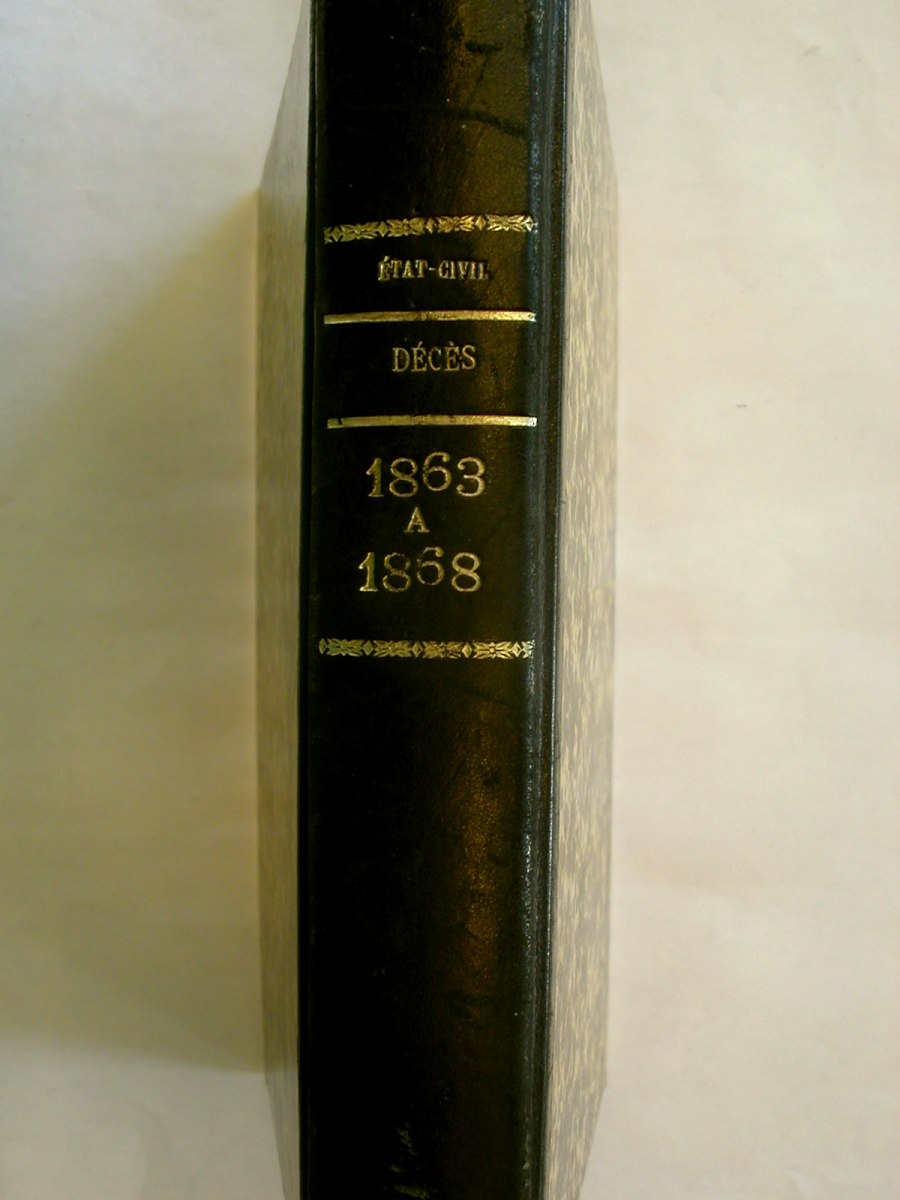 ÉTAT-CIVIL
DÉCÈS
1863
A
1868